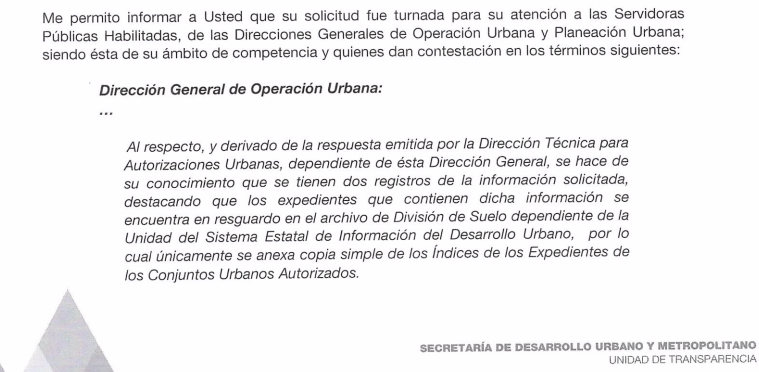 Me permito informar a Usted que su solicitud fue turnada para su atención a las Servidoras
Públicas Habilitadas, de las Direcciones Generales de Operación Urbana y Planeación Urbana;
siendo ésta de su ámbito de competencia y quienes dan contestación en los términos siguientes:
Dirección General de Operación Urbana:
...
Al respecto, y derivado de la respuesta emitida por la Dirección Técnica para
Autorizaciones Urbanas, dependiente de ésta Dirección General, se hace de
su conocimiento que se tienen dos registros de la información solicitada,
destacando que los expedientes que contienen dicha información se
encuentra en resguardo en el archivo de División de Suelo dependiente de la
Unidad del Sistema Estatal de Información del Desarrollo Urbano, por lo
cual únicamente se anexa copia simple de los Índices de los Expedientes de
los Conjuntos Urbanos Autorizados.
SECRETARÍA DE DESARROLLO URBANO Y METROPOLITANO
UNIDAD DE TRANSPARENCIA